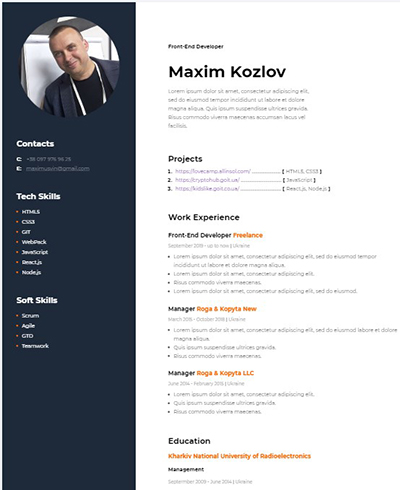 Contacts
C: +38 097 976 96 25
E:
Tech Skills
HTML5
CSS3
GIT
WebPack
JavaScript
React.js
Node.js
Soft Skills
Scrum
Agile
GTD
Teamwork
Front-End Developer
Maxim Kozlov
Lorem ipsum dolor sit amet, consectetur adipiscing elit,
sed do eiusmod tempor incididunt ut labore et dolore
magna aliqua. Quis ipsum suspendisse ultrices gravida.
Risus commodo viverra maecenas accumsan lacus vel
facilisis.
Projects
1. https://lovecamp.allinsol.com/ [ HTML5, CSS3 ]
2. https://cryptohub.goit.ua/ [ JavaScript ]
3. https://kidslike.goit.co.ua/ [ React.js, Node.js ]
Work Experience
Front-End Developer Freelance
September 2019 - up to now | Ukraine
Lorem ipsum dolor sit amet, consectetur adipiscing elit, sed do eiusmod tempor
incididunt ut labore et dolore magna aliqua.
Lorem ipsum dolor sit amet, consectetur adipiscing elit.
Risus commodo viverra maecenas.
Lorem ipsum dolor sit amet, consectetur adipiscing elit, sed do eiusmod.
Manager Roga & Kopyta New
March 2015 - October 2018 | Ukraine
Lorem ipsum dolor sit amet, consectetur adipiscing elit, sed do eiusmod labore et dolore
magna aliqua.
Quis ipsum suspendisse ultrices gravida.
Risus commodo viverra maecenas.
Manager Roga & Kopyta LLC
June 2014 - February 2015 | Ukraine
Lorem ipsum dolor sit amet, consectetur adipiscing elit.
Quis ipsum suspendisse ultrices gravida.
Risus commodo viverra maecenas.
Education
Kharkiv National University of Radioelectronics
Management
September 2009 - June 2014 | Ukraine